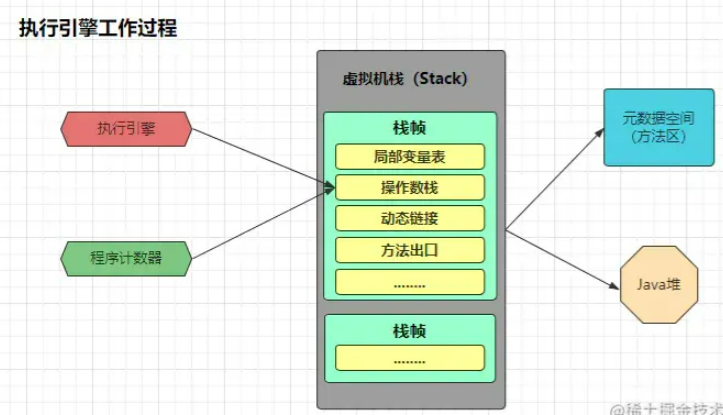 执行引擎工作过程
虚拟机栈（Stack）
执行引擎
程序计数器
栈帧
局部变量表
操作数栈
动态链接
方法出口
........
栈帧
........
元数据空间
（方法区）
Java堆
@稀土掘金技术